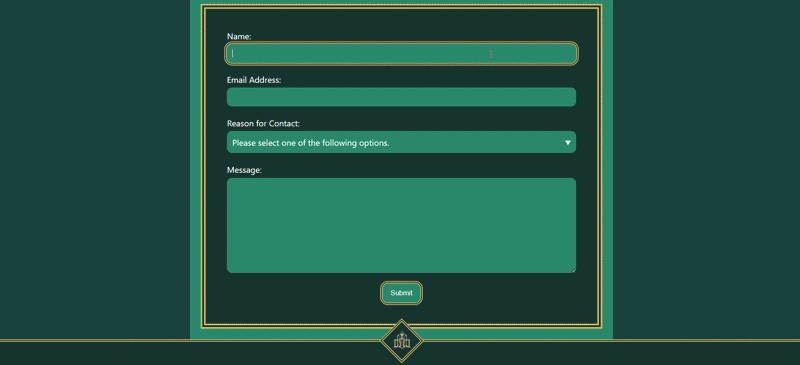 Name:
Email Address:
Reason for Contact:
Please select one of the following options.
Message:
Submit